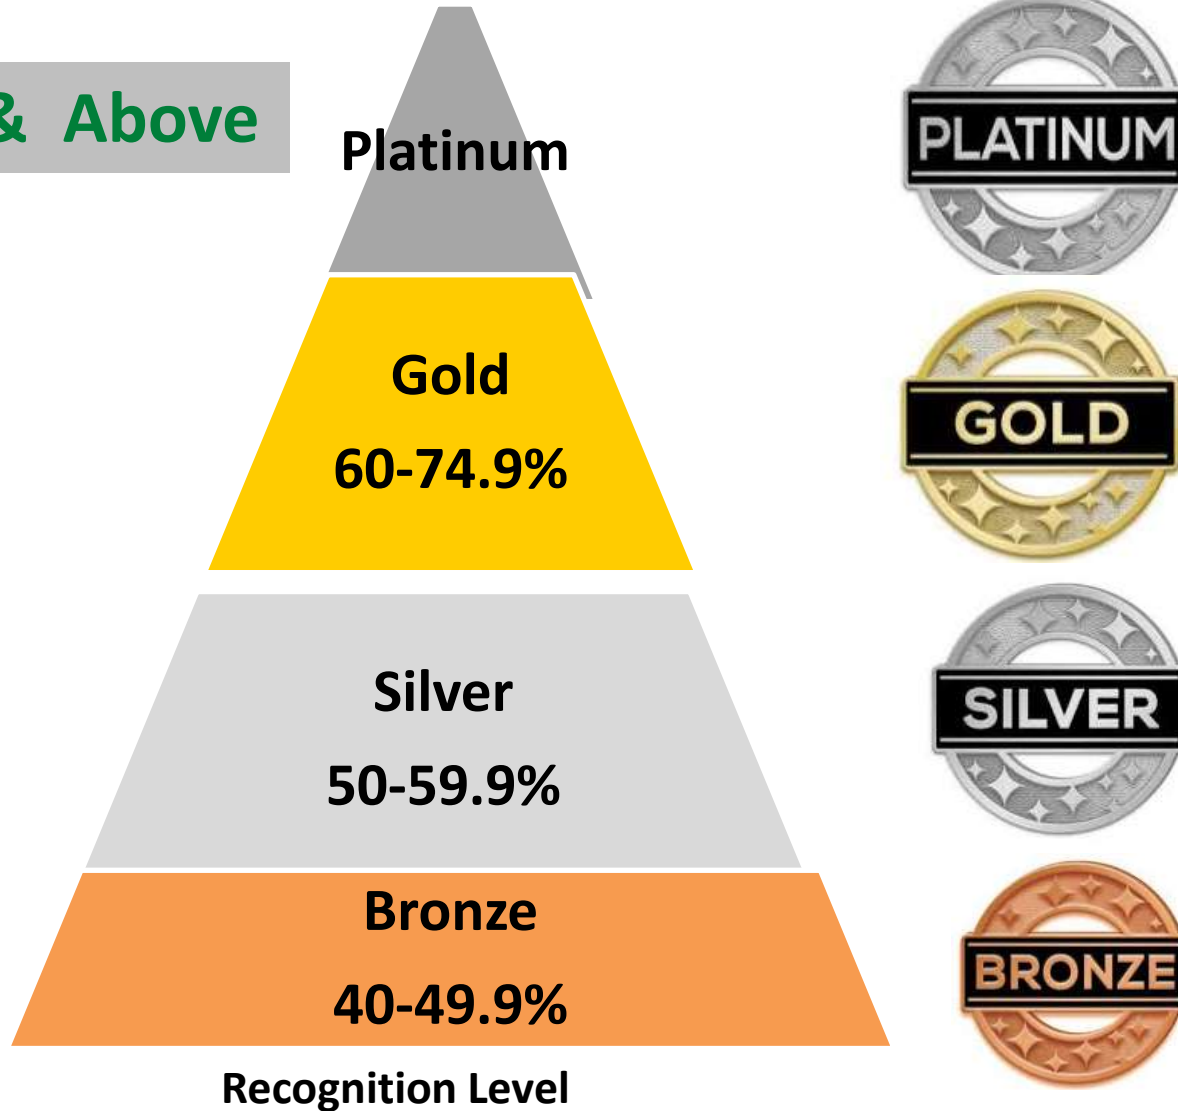 & Above
Platinum
PLATINUM
Gold
60-74.9%
GOLD
Silver
50-59.9%
SILVER
Bronze
40-49.9%
BRONZE
Recognition Level